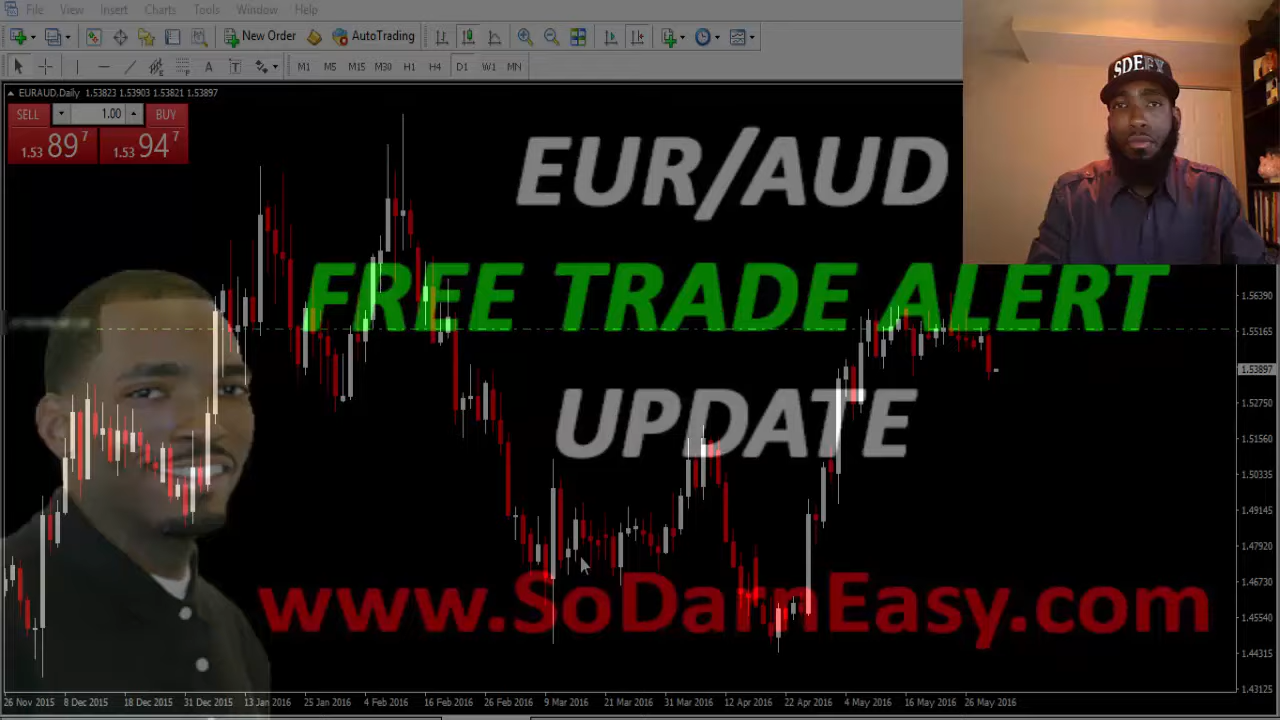 File View Insert Charts Tools Window Help
New Order AutoTrading
A T M1 M5 M15 M30 H1 H4 D1 W1 MN
EURAUD,Daily 1.53823 1.53903 1.53821 1.53897
SELL 1.00 BUY
1.53 89 7 1.53 94 7
SDEFY
EUR/AUD
FREE TRADE ALERT
UPDATE
www.SoDamnEasy.com
1.56390
1.55165
1.53897
1.52750
1.51560
1.50335
1.49145
1.47920
1.46730
1.45540
1.44315
1.43125
26 Nov 2015 8 Dec 2015 18 Dec 2015 31 Dec 2015 13 Jan 2016 25 Jan 2016 4 Feb 2016 16 Feb 2016 26 Feb 2016 9 Mar 2016 21 Mar 2016 31 Mar 2016 12 Apr 2016 22 Apr 2016 4 May 2016 16 May 2016 26 May 2016